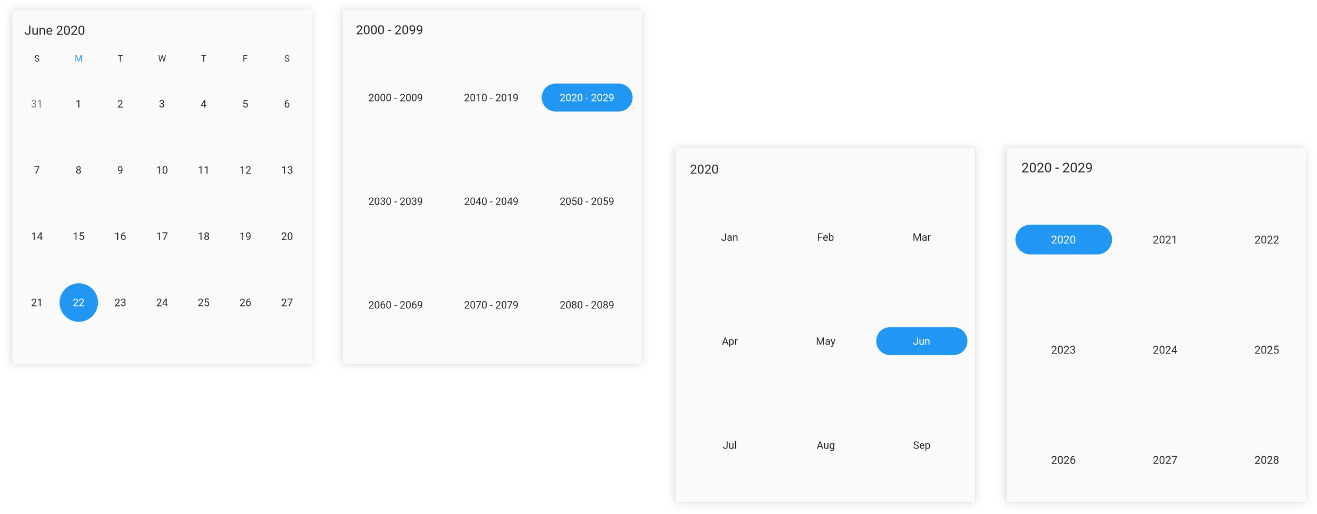 June 2020
S M T W T F S
31 1 2 3 4 5 6
7 8 9 10 11 12 13
14 15 16 17 18 19 20
21 22 23 24 25 26 27
2000 - 2099
2000 - 2009 2010 - 2019 2020 - 2029
2030 - 2039 2040 - 2049 2050 - 2059
2060 - 2069 2070 - 2079 2080 - 2089
2020
Jan Feb Mar
Apr May Jun
Jul Aug Sep
2020 - 2029
2020 2021 2022
2023 2024 2025
2026 2027 2028